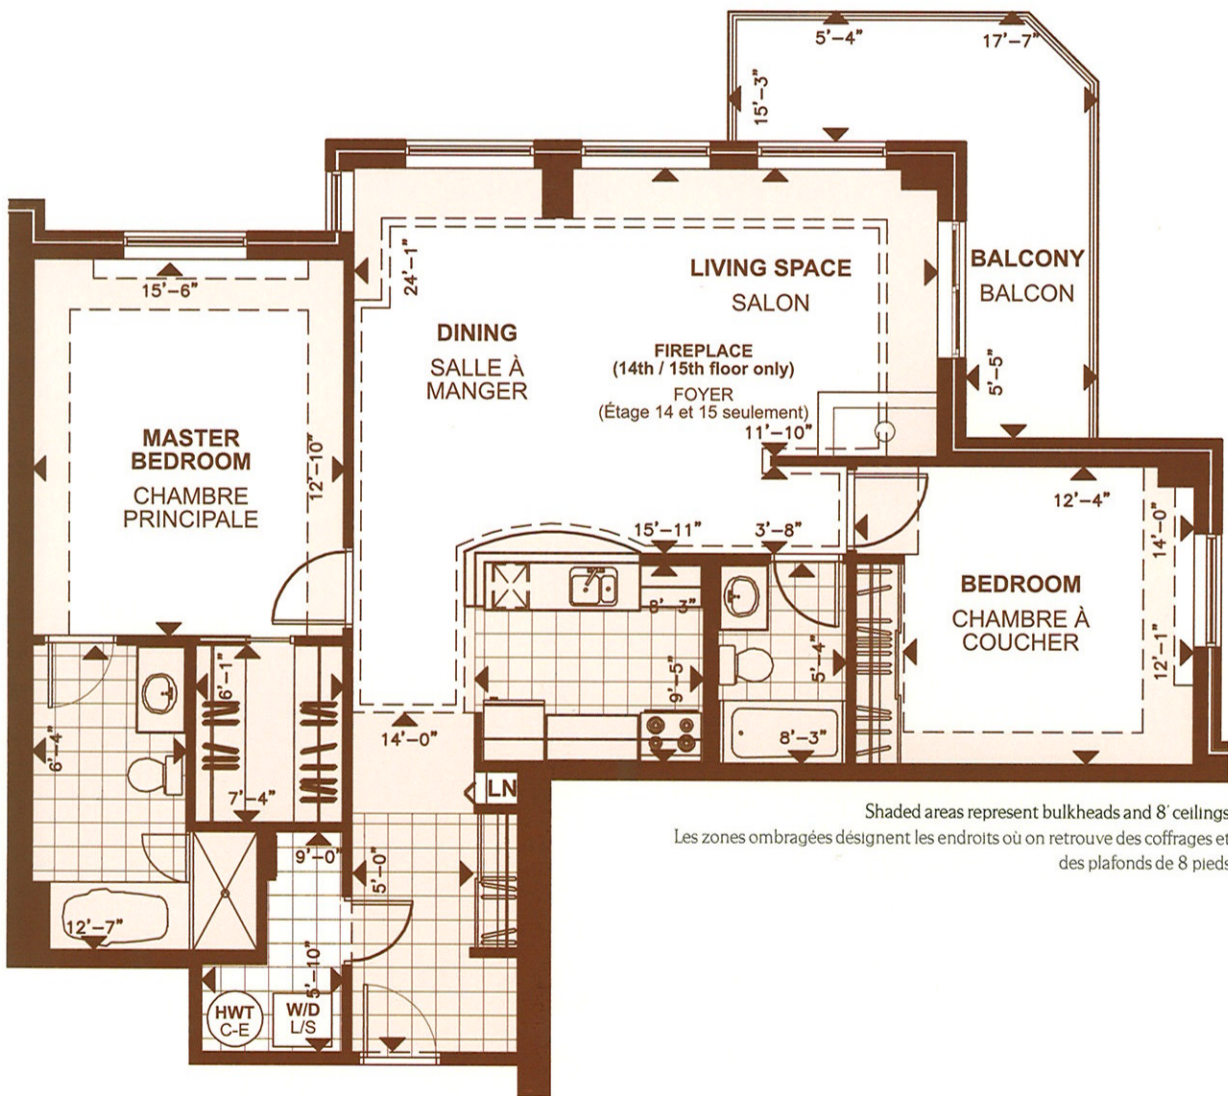 5'-4"
17'-7"
15'-3"
24'-1"
LIVING SPACE
SALON
BALCONY
BALCON
15'-6"
DINING
SALLE À
MANGER
FIREPLACE
(14th / 15th floor only)
FOYER
(Étage 14 et 15 seulement)
5'-5"
11'-10"
MASTER
BEDROOM
CHAMBRE
PRINCIPALE
12'-10"
12'-4"
14'-0"
15'-11"
3'-8"
BEDROOM
CHAMBRE À
COUCHER
12'-1"
8'-3"
9'-5"
5'-4"
8'-3"
6'-1"
6'-4"
7'-4"
14'-0"
LN
Shaded areas represent bulkheads and 8' ceilings
Les zones ombragées désignent les endroits où on retrouve des coffrages et
des plafonds de 8 pieds
9'-0"
5'-0"
12'-7"
5'-10"
HWT
C-E
W/D
L/S